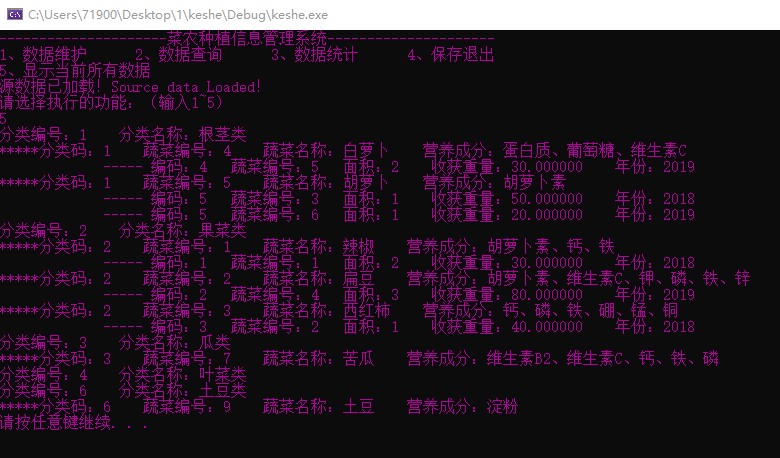 C:\Users\71900\Desktop\1\keshe\Debug\keshe.exe
---------------------菜农种植信息管理系统---------------------
1、数据维护      2、数据查询      3、数据统计      4、保存退出
5、显示当前所有数据
源数据已加载! Source data Loaded!
请选择执行的功能: (输入1~5)
5
分类编号: 1    分类名称: 根茎类
*****分类码: 1    蔬菜编号: 4    蔬菜名称: 白萝卜    营养成分: 蛋白质、葡萄糖、维生素C
----- 编码: 4   蔬菜编号: 5   面积: 2    收获重量: 30.000000    年份: 2019
*****分类码: 1    蔬菜编号: 5    蔬菜名称: 胡萝卜    营养成分: 胡萝卜素
----- 编码: 5   蔬菜编号: 3   面积: 1    收获重量: 50.000000    年份: 2018
----- 编码: 5   蔬菜编号: 6   面积: 1    收获重量: 20.000000    年份: 2019
分类编号: 2    分类名称: 果菜类
*****分类码: 2    蔬菜编号: 1    蔬菜名称: 辣椒    营养成分: 胡萝卜素、钙、铁
----- 编码: 1   蔬菜编号: 1   面积: 2    收获重量: 30.000000    年份: 2018
*****分类码: 2    蔬菜编号: 2    蔬菜名称: 扁豆    营养成分: 胡萝卜素、维生素C、钾、磷、铁、锌
----- 编码: 2   蔬菜编号: 4   面积: 3    收获重量: 80.000000    年份: 2019
*****分类码: 2    蔬菜编号: 3    蔬菜名称: 西红柿    营养成分: 钙、磷、铁、硼、锰、铜
----- 编码: 3   蔬菜编号: 2   面积: 1    收获重量: 40.000000    年份: 2018
分类编号: 3    分类名称: 瓜类
*****分类码: 3    蔬菜编号: 7    蔬菜名称: 苦瓜    营养成分: 维生素B2、维生素C、钙、铁、磷
分类编号: 4    分类名称: 叶菜类
分类编号: 6    分类名称: 土豆类
*****分类码: 6    蔬菜编号: 9    蔬菜名称: 土豆    营养成分: 淀粉
请按任意键继续. . .